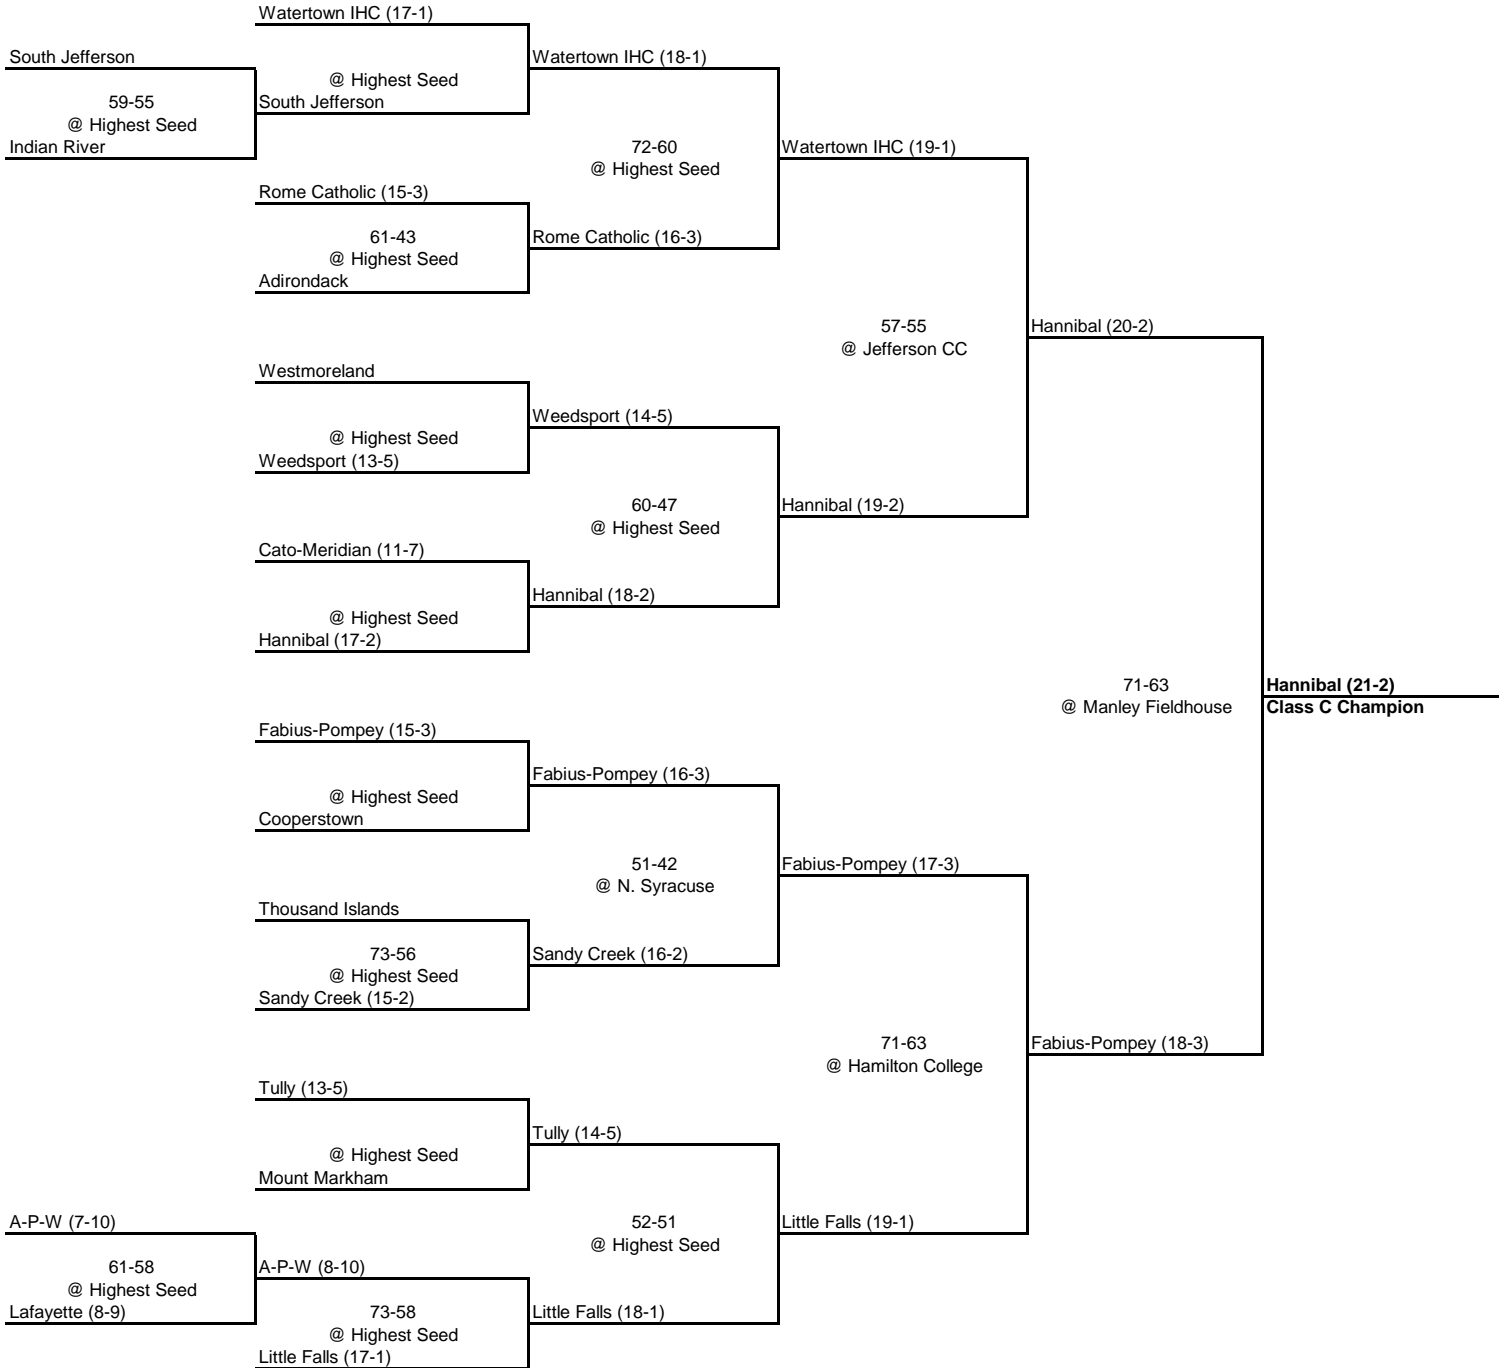 Watertown IHC (17-1)
South Jefferson
Watertown IHC (18-1)
@ Highest Seed
59-55
South Jefferson
@ Highest Seed
Indian River
72-60
Watertown IHC (19-1)
@ Highest Seed
Rome Catholic (15-3)
61-43
Rome Catholic (16-3)
@ Highest Seed
Adirondack
57-55
Hannibal (20-2)
@ Jefferson CC
Westmoreland
Weedsport (14-5)
@ Highest Seed
Weedsport (13-5)
60-47
Hannibal (19-2)
@ Highest Seed
Cato-Meridian (11-7)
Hannibal (18-2)
@ Highest Seed
Hannibal (17-2)
71-63
Hannibal (21-2)
@ Manley Fieldhouse
Class C Champion
Fabius-Pompey (15-3)
Fabius-Pompey (16-3)
@ Highest Seed
Cooperstown
51-42
Fabius-Pompey (17-3)
@ N. Syracuse
Thousand Islands
73-56
Sandy Creek (16-2)
@ Highest Seed
Sandy Creek (15-2)
71-63
Fabius-Pompey (18-3)
@ Hamilton College
Tully (13-5)
Tully (14-5)
@ Highest Seed
Mount Markham
A-P-W (7-10)
52-51
Little Falls (19-1)
@ Highest Seed
61-58
A-P-W (8-10)
@ Highest Seed
Lafayette (8-9)
73-58
Little Falls (18-1)
@ Highest Seed
Little Falls (17-1)